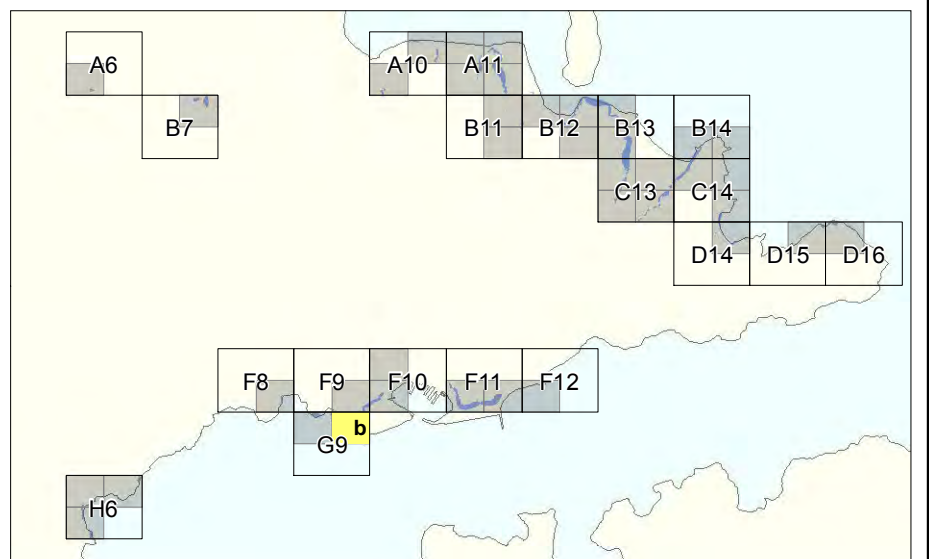 A6 A10 A11
B7 B11 B12 B13 B14
C13 C14
D14 D15 D16
F8 F9 F10 F11 F12
b
G9
H6